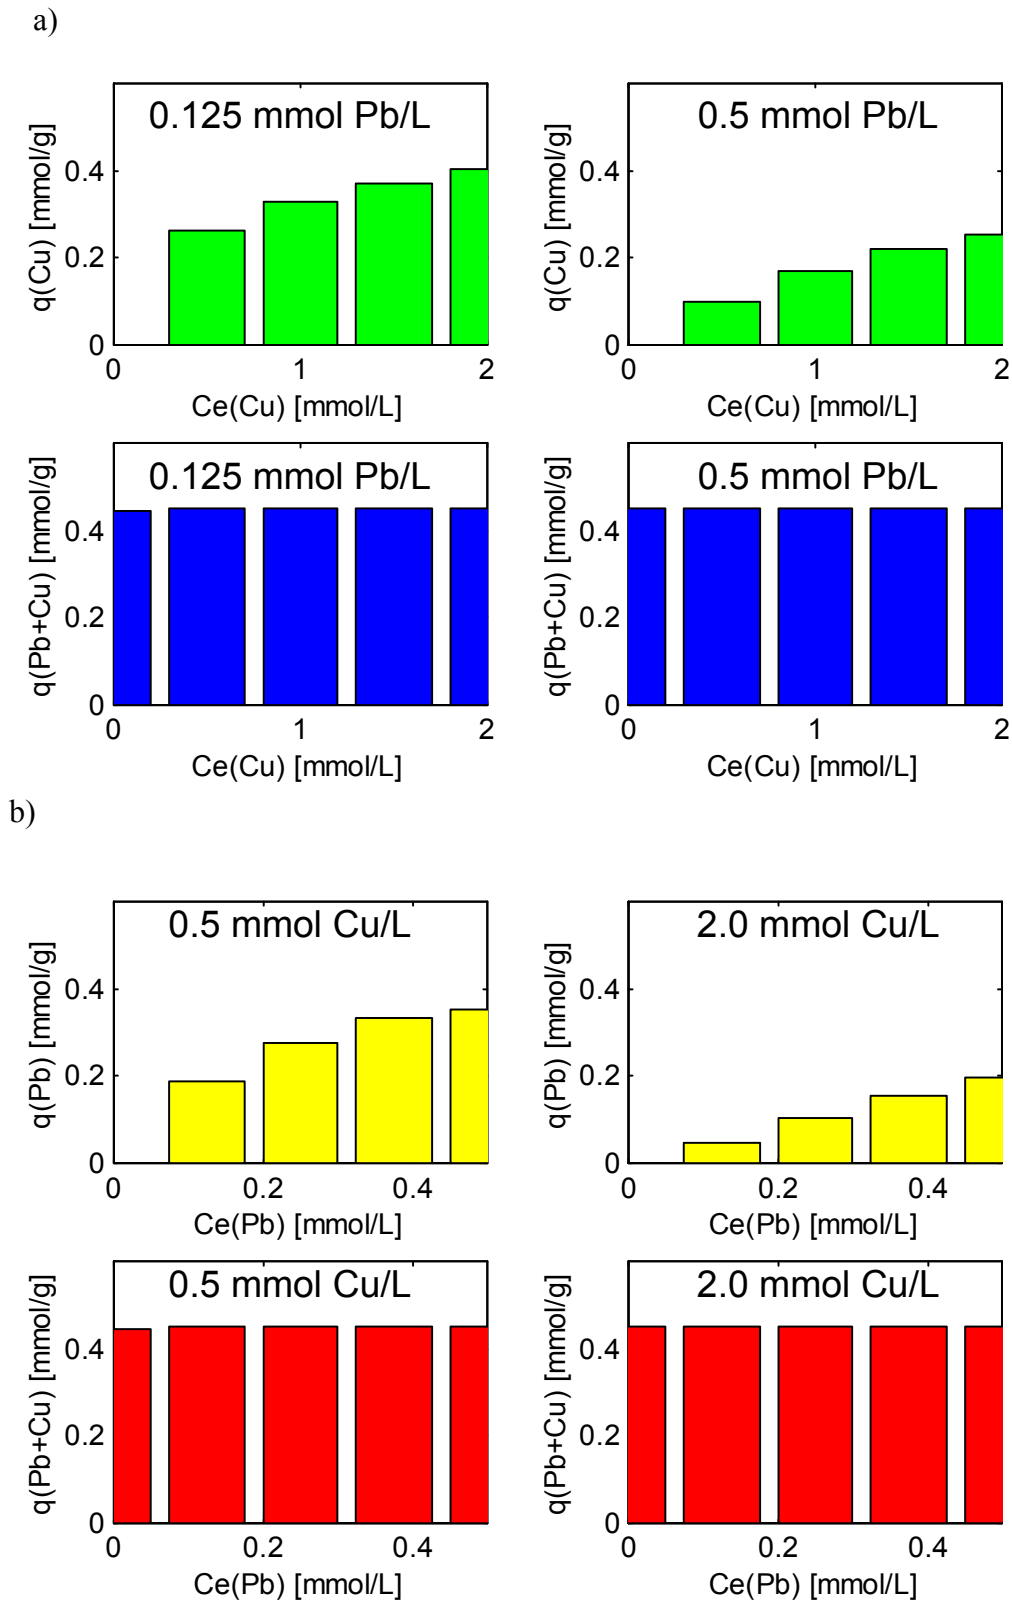 a)
0.125 mmol Pb/L
q(Cu) [mmol/g]
0.4
0.2
0
0 1 2
Ce(Cu) [mmol/L]
0.5 mmol Pb/L
q(Cu) [mmol/g]
0.4
0.2
0
0 1 2
Ce(Cu) [mmol/L]
0.125 mmol Pb/L
q(Pb+Cu) [mmol/g]
0.4
0.2
0
0 1 2
Ce(Cu) [mmol/L]
0.5 mmol Pb/L
q(Pb+Cu) [mmol/g]
0.4
0.2
0
0 1 2
Ce(Cu) [mmol/L]
b)
0.5 mmol Cu/L
q(Pb) [mmol/g]
0.4
0.2
0
0 0.2 0.4
Ce(Pb) [mmol/L]
2.0 mmol Cu/L
q(Pb) [mmol/g]
0.4
0.2
0
0 0.2 0.4
Ce(Pb) [mmol/L]
0.5 mmol Cu/L
q(Pb+Cu) [mmol/g]
0.4
0.2
0
0 0.2 0.4
Ce(Pb) [mmol/L]
2.0 mmol Cu/L
q(Pb+Cu) [mmol/g]
0.4
0.2
0
0 0.2 0.4
Ce(Pb) [mmol/L]